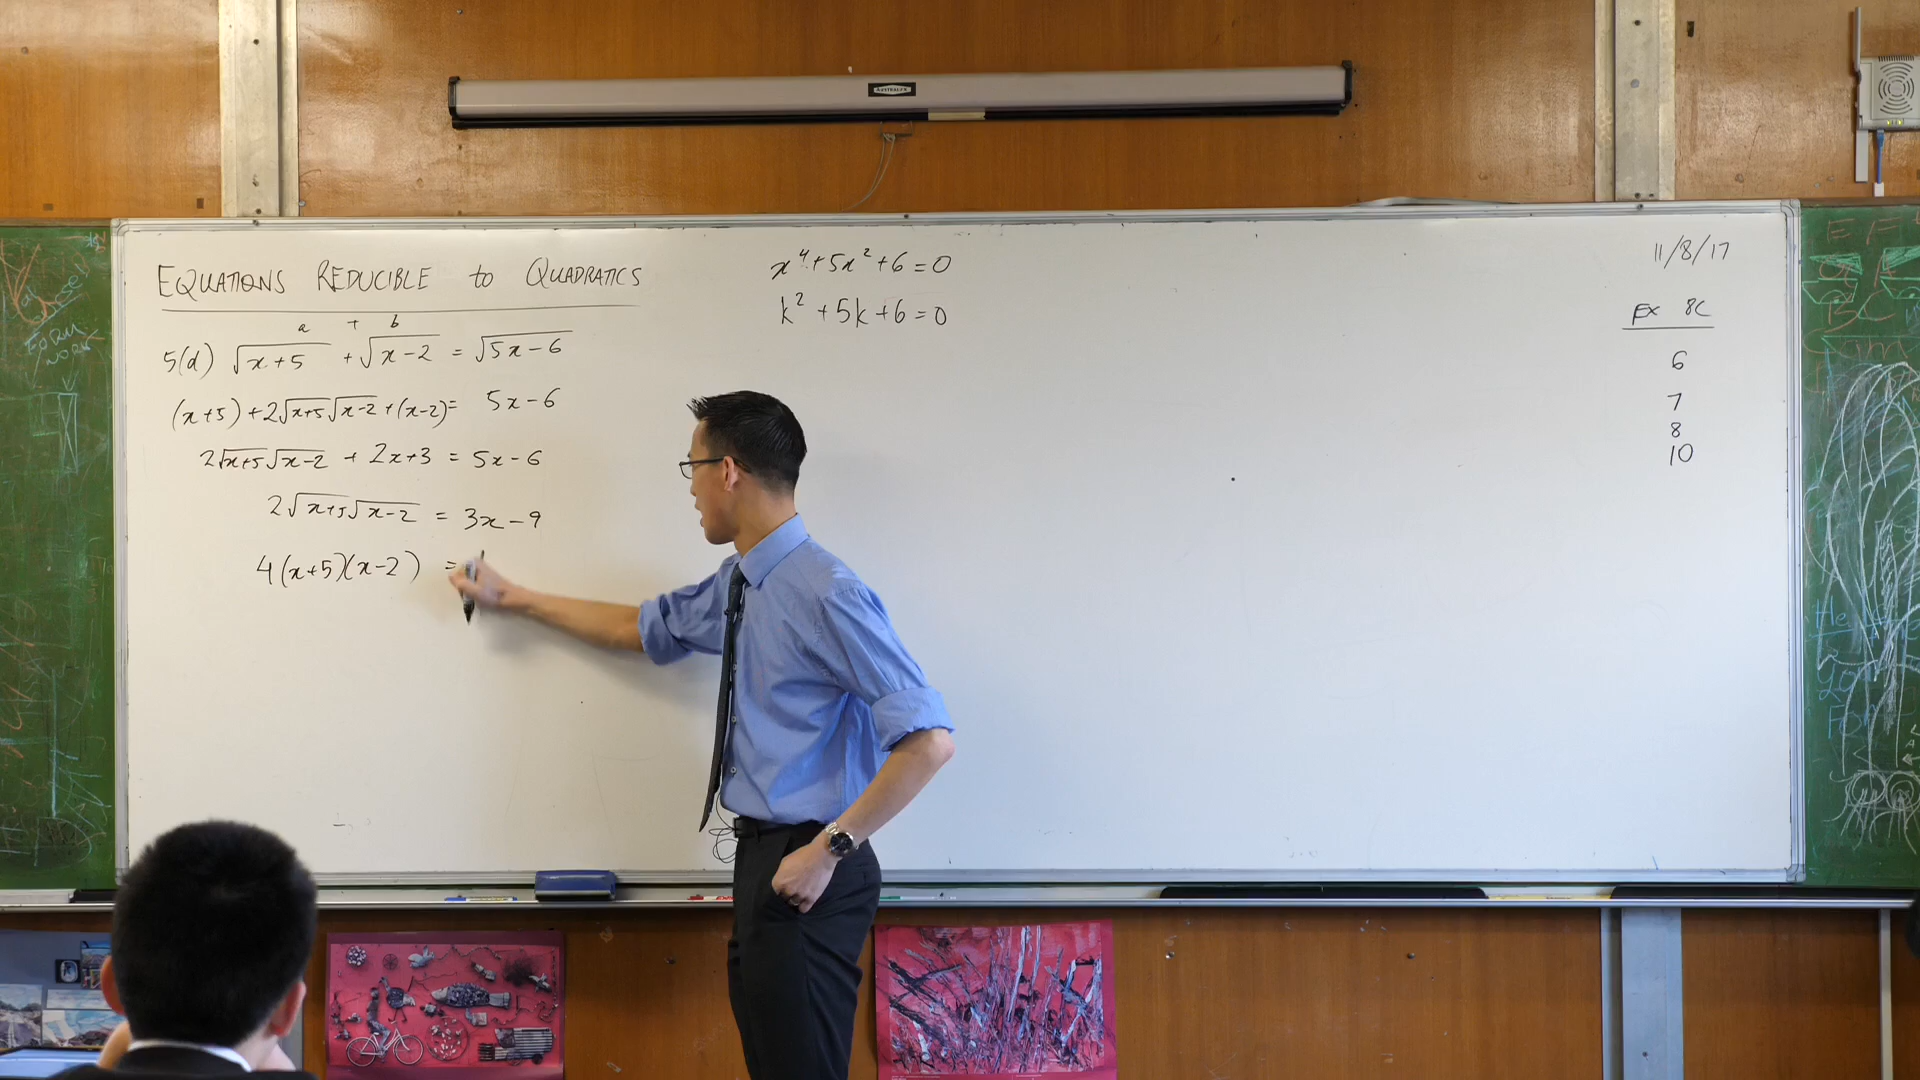 EQUATIONS REDUCIBLE to QUADRATICS
a + b
5(d) √(x+5) + √(x-2) = √(5x-6)
(x+5) + 2√(x+5)√(x-2) + (x-2) = 5x-6
2√(x+5)√(x-2) + 2x+3 = 5x-6
2√(x+5)√(x-2) = 3x-9
4(x+5)(x-2) =
x⁴+5x²+6=0
k²+5k+6=0
11/8/17
Ex 8C
6
7
8
10
FORM
WORK